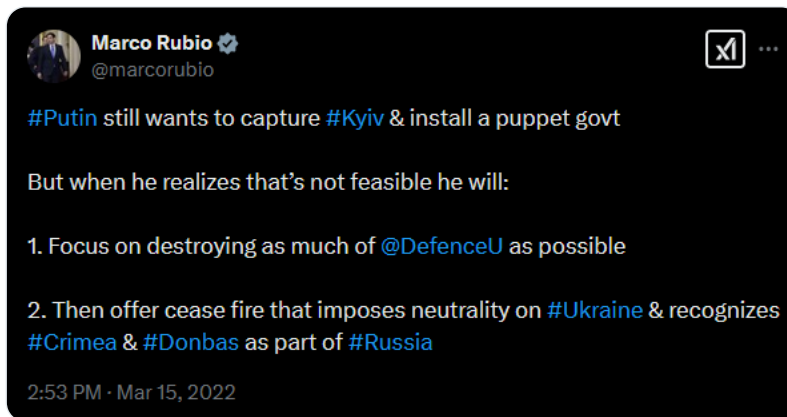 Marco Rubio
@marcorubio
#Putin still wants to capture #Kyiv & install a puppet govt
But when he realizes that’s not feasible he will:
1. Focus on destroying as much of @DefenceU as possible
2. Then offer cease fire that imposes neutrality on #Ukraine & recognizes
#Crimea & #Donbas as part of #Russia
2:53 PM · Mar 15, 2022